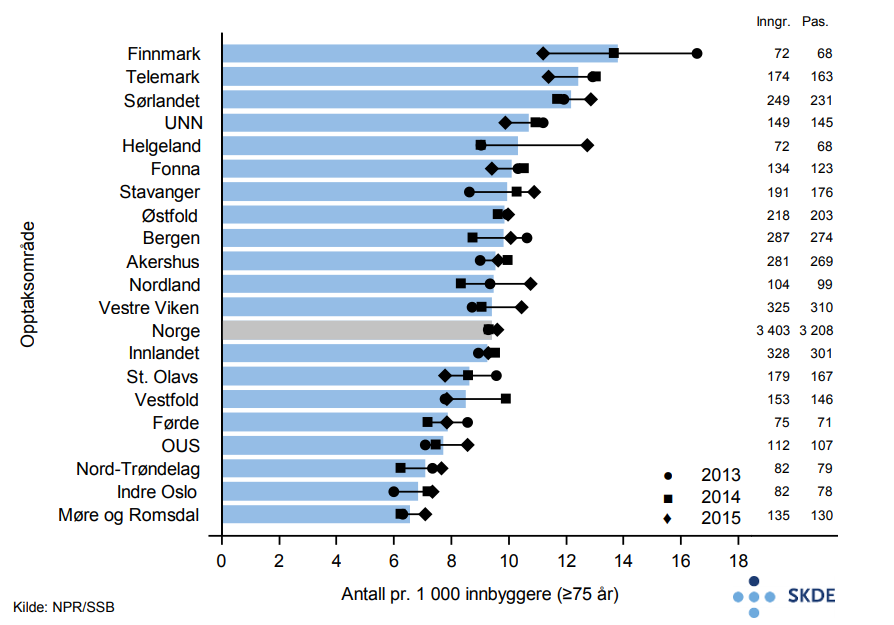 Inngr. Pas.
Finnmark 72 68
Telemark 174 163
Sørlandet 249 231
UNN 149 145
Helgeland 72 68
Fonna 134 123
Stavanger 191 176
Østfold 218 203
Bergen 287 274
Akershus 281 269
Nordland 104 99
Vestre Viken 325 310
Norge 3 403 3 208
Innlandet 328 301
St. Olavs 179 167
Vestfold 153 146
Førde 75 71
OUS 112 107
Nord-Trøndelag 82 79
Indre Oslo 82 78
Møre og Romsdal 135 130
Opptaksområde
2013
2014
2015
0 2 4 6 8 10 12 14 16 18
Antall pr. 1 000 innbyggere (≥75 år)
Kilde: NPR/SSB
SKDE